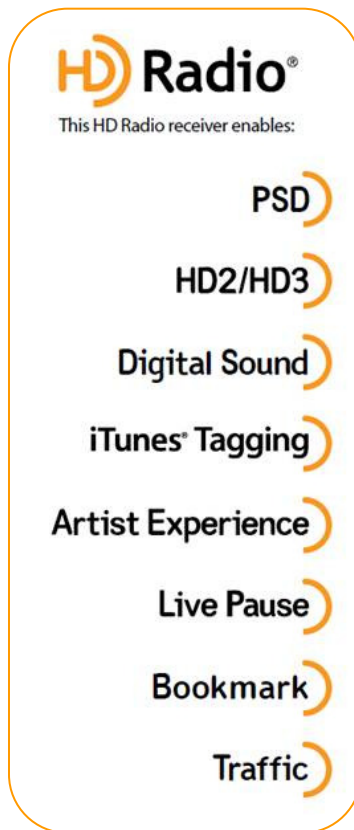 HD Radio®
This HD Radio receiver enables:
PSD
HD2/HD3
Digital Sound
iTunes® Tagging
Artist Experience
Live Pause
Bookmark
Traffic